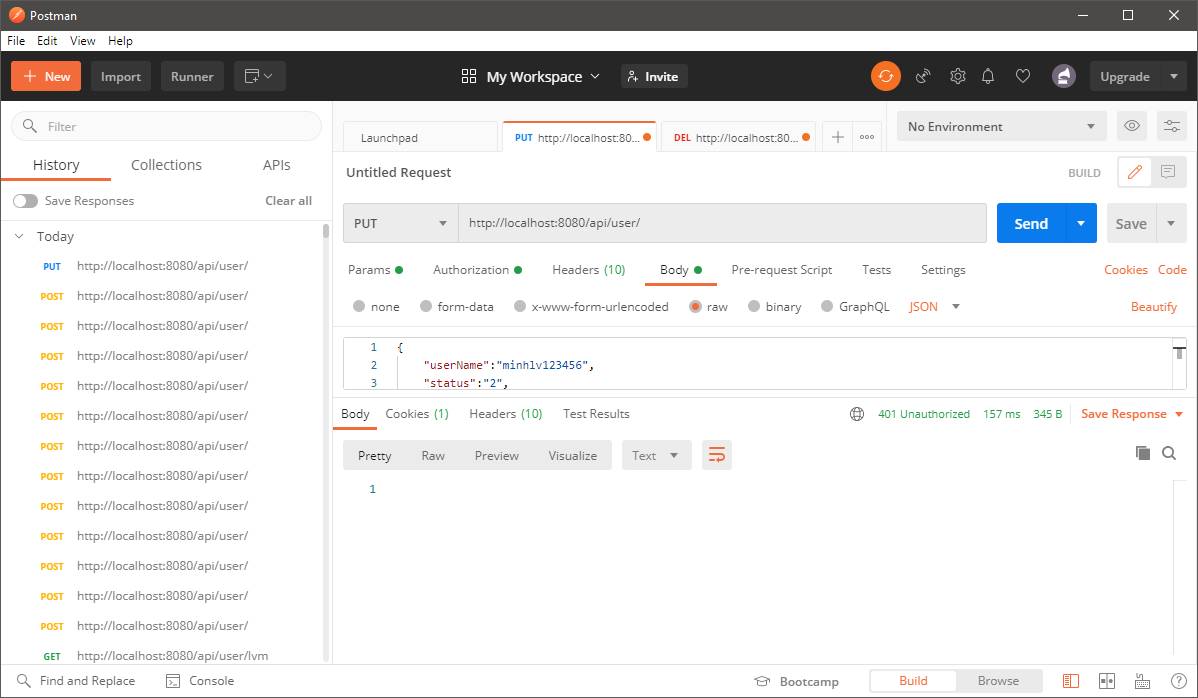 Postman
File Edit View Help
New Import Runner My Workspace Invite Upgrade
Filter
History Collections APIs
Save Responses Clear all
Today
PUT http://localhost:8080/api/user/
POST http://localhost:8080/api/user/
POST http://localhost:8080/api/user/
POST http://localhost:8080/api/user/
POST http://localhost:8080/api/user/
POST http://localhost:8080/api/user/
POST http://localhost:8080/api/user/
POST http://localhost:8080/api/user/
POST http://localhost:8080/api/user/
POST http://localhost:8080/api/user/
POST http://localhost:8080/api/user/
POST http://localhost:8080/api/user/
POST http://localhost:8080/api/user/
GET http://localhost:8080/api/user/lvm
Launchpad PUT http://localhost:80... DEL http://localhost:80... No Environment
Untitled Request BUILD
PUT http://localhost:8080/api/user/ Send Save
Params Authorization Headers (10) Body Pre-request Script Tests Settings Cookies Code
none form-data x-www-form-urlencoded raw binary GraphQL JSON Beautify
1 {
2 "userName":"minhlv123456",
3 "status":"2",
Body Cookies (1) Headers (10) Test Results 401 Unauthorized 157 ms 345 B Save Response
Pretty Raw Preview Visualize Text
1
Find and Replace Console Bootcamp Build Browse